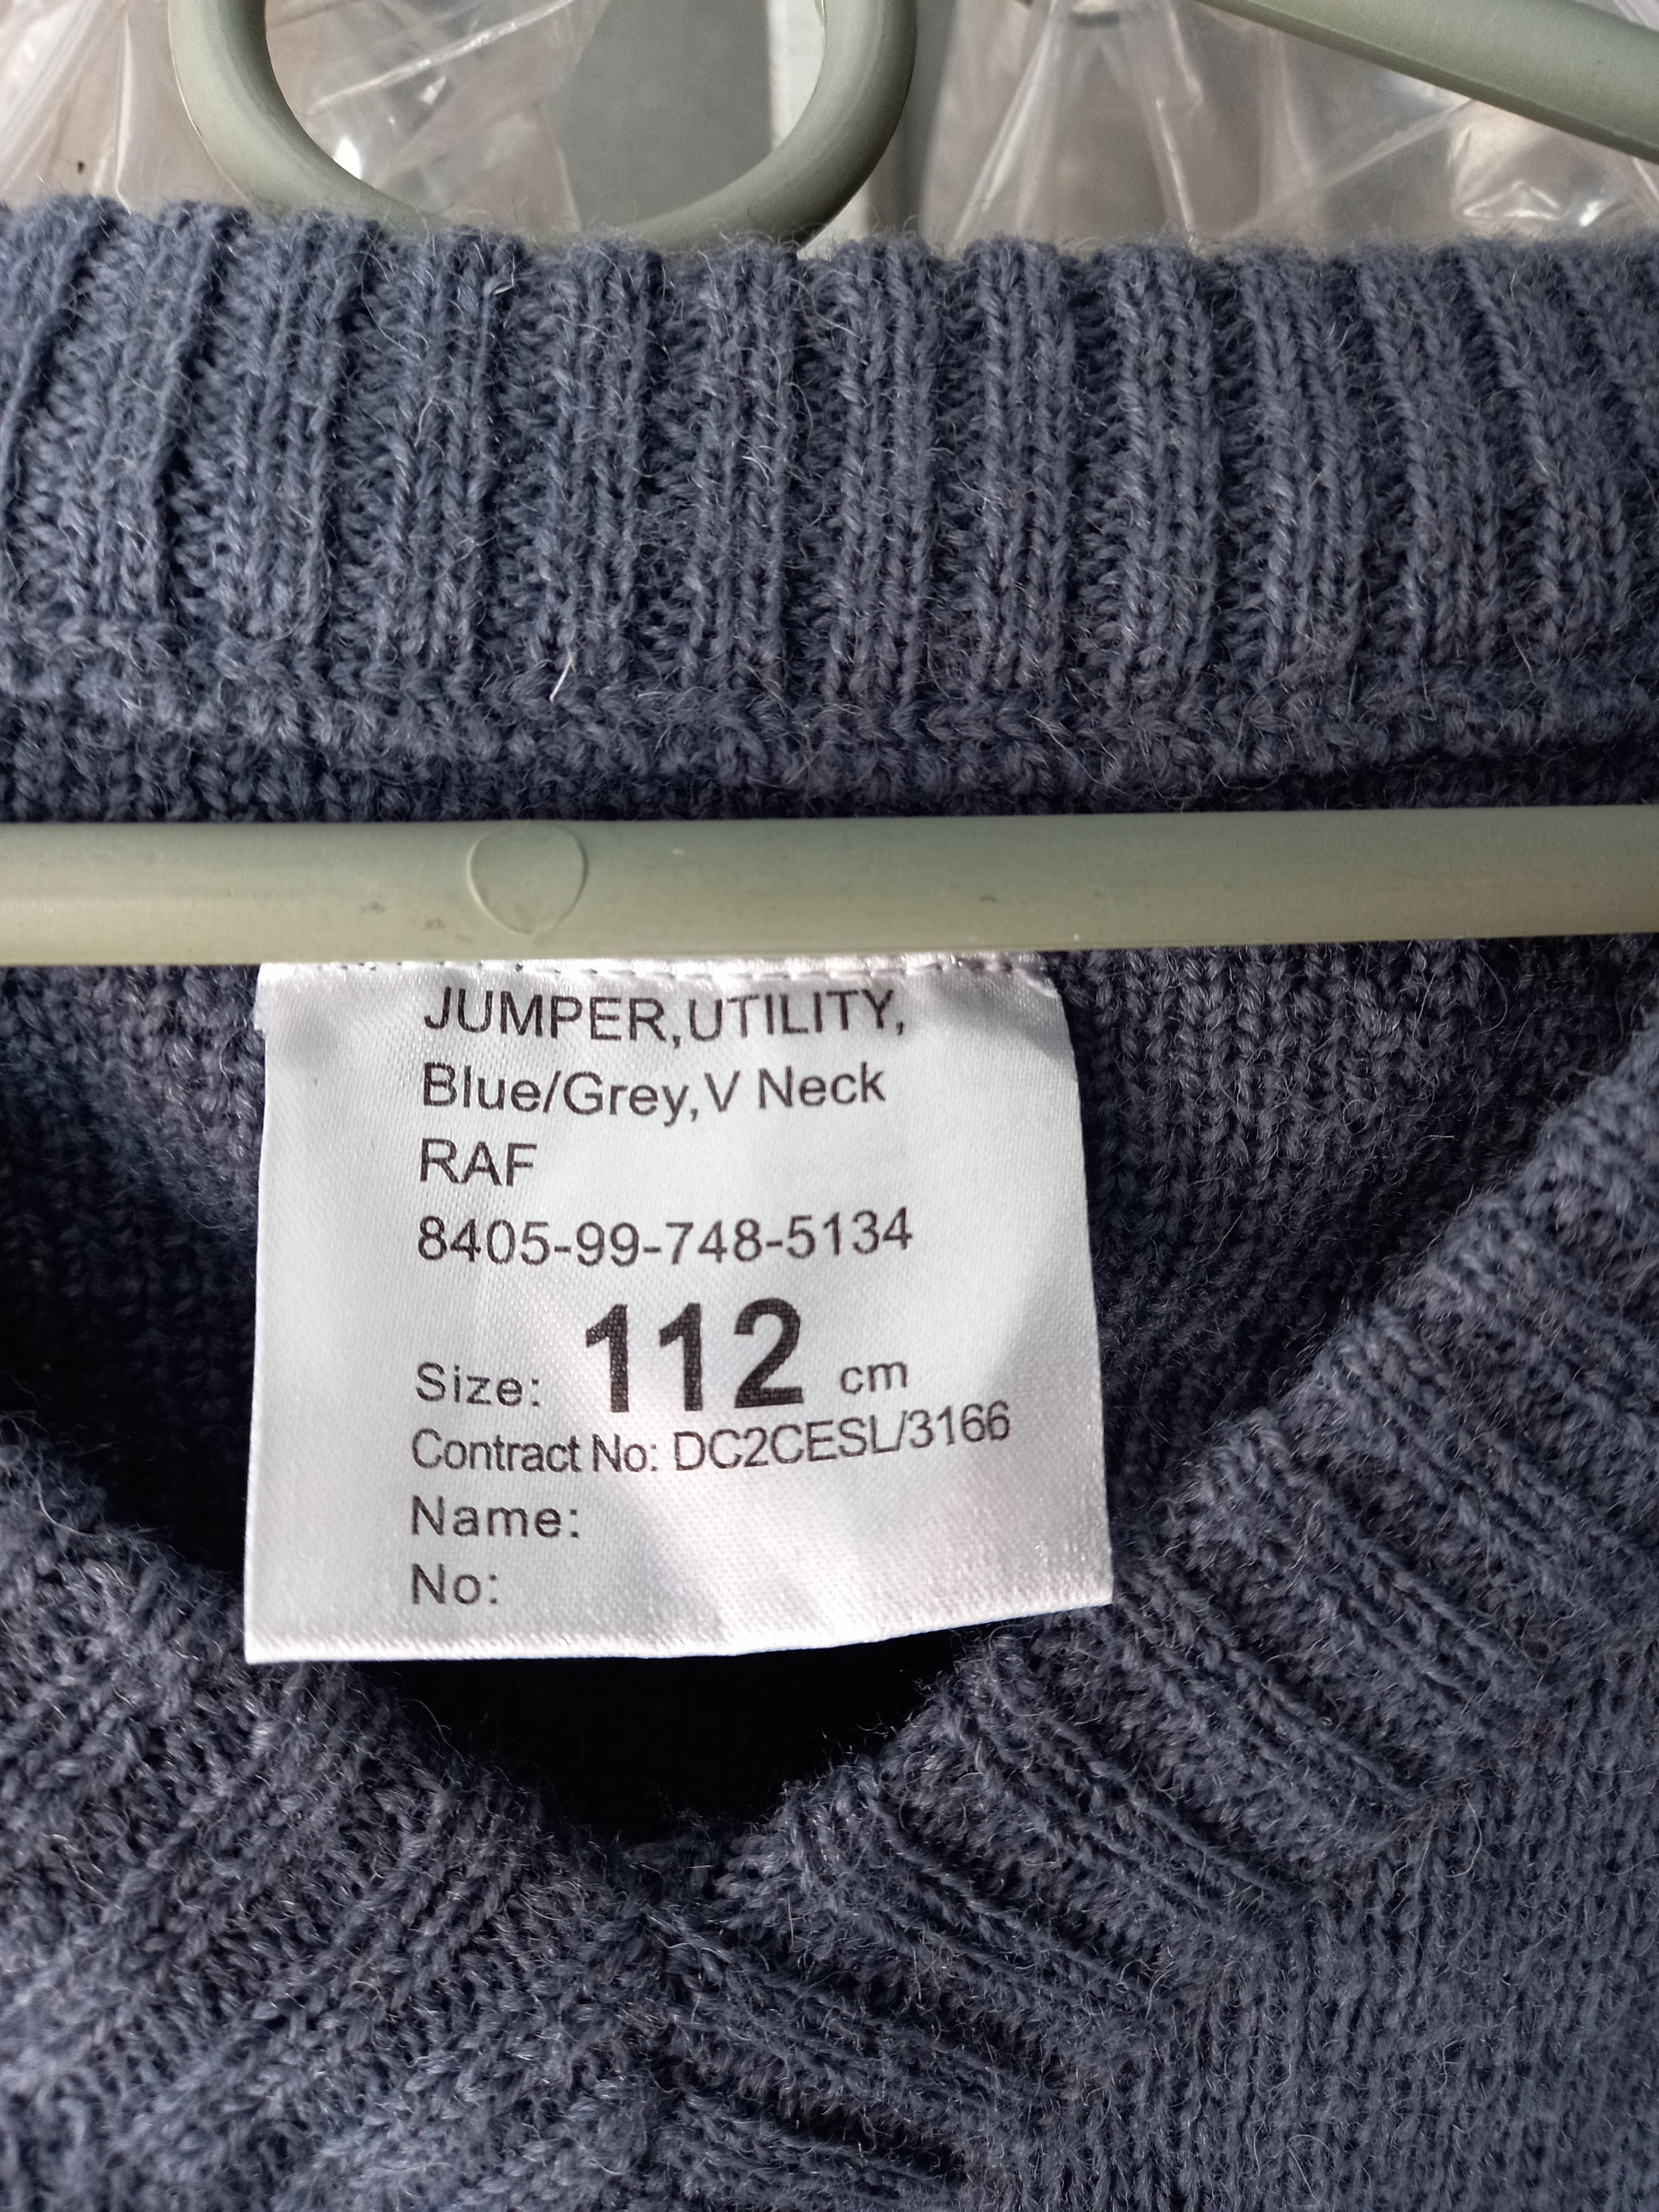 JUMPER,UTILITY,
Blue/Grey,V Neck
RAF
8405-99-748-5134
Size: 112 cm
Contract No: DC2CESL/3166
Name:
No: